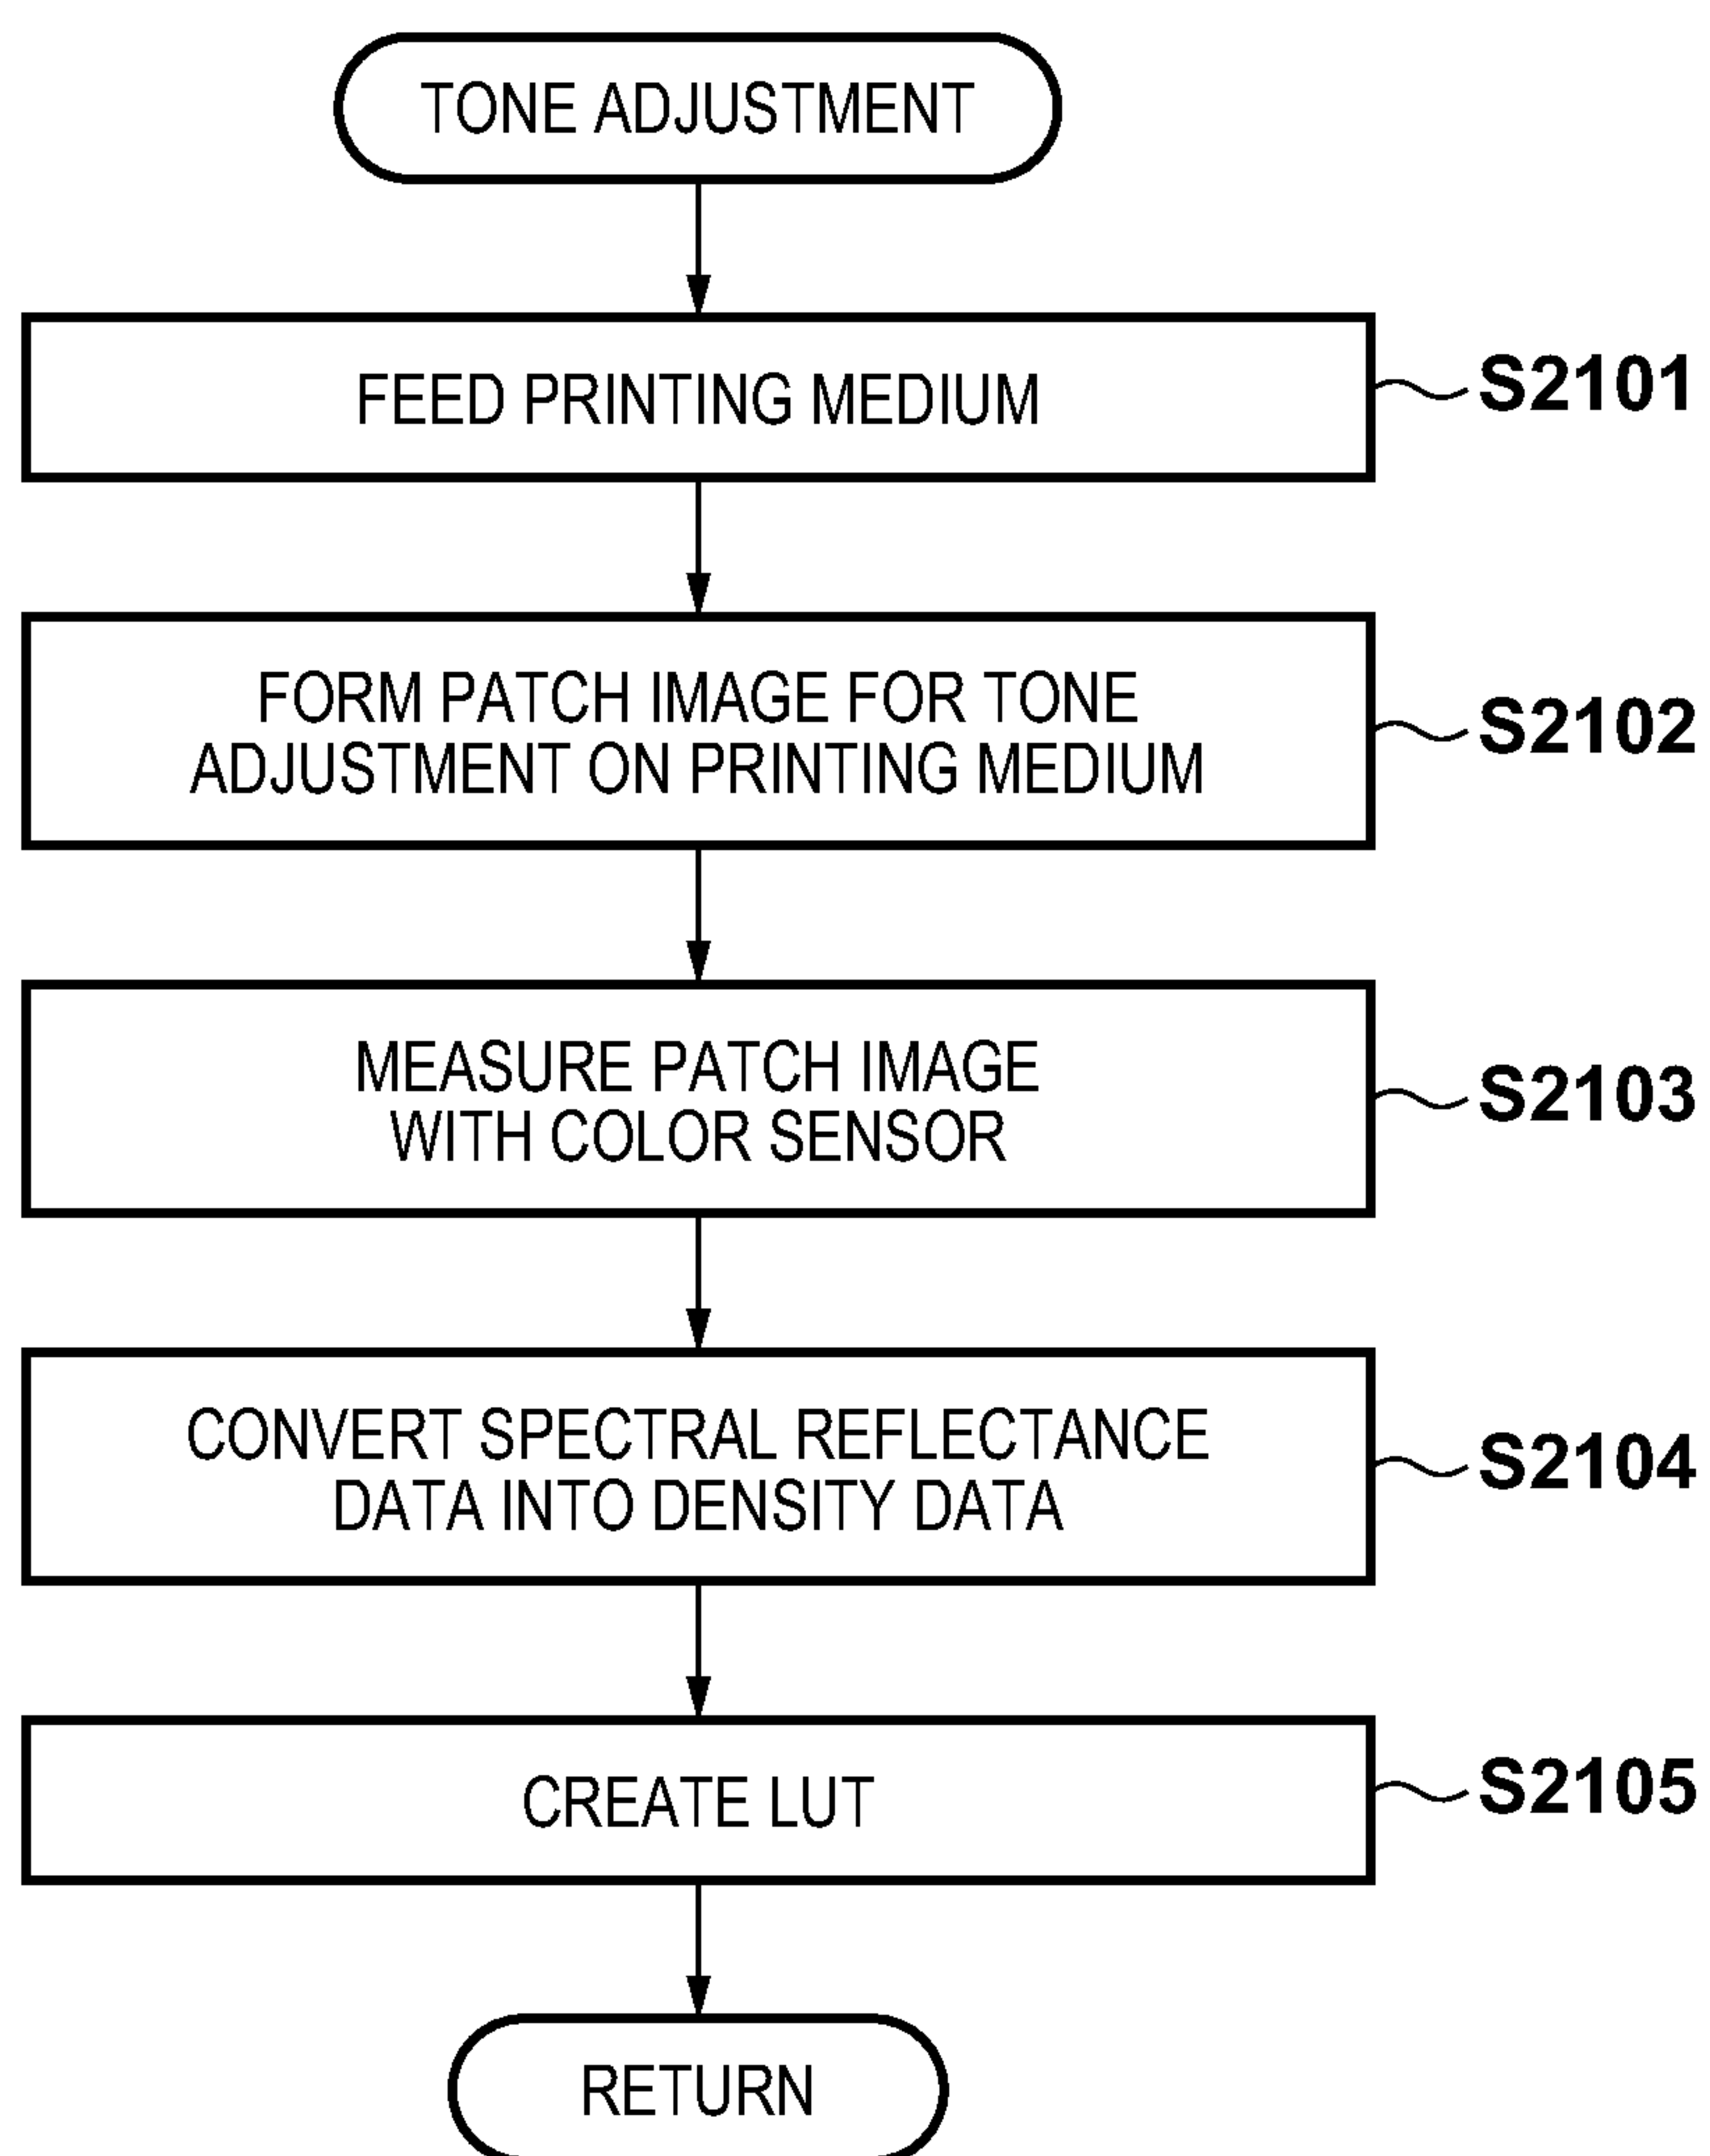 TONE ADJUSTMENT
FEED PRINTING MEDIUM
S2101
FORM PATCH IMAGE FOR TONE
ADJUSTMENT ON PRINTING MEDIUM
S2102
MEASURE PATCH IMAGE
WITH COLOR SENSOR
S2103
CONVERT SPECTRAL REFLECTANCE
DATA INTO DENSITY DATA
S2104
CREATE LUT
S2105
RETURN